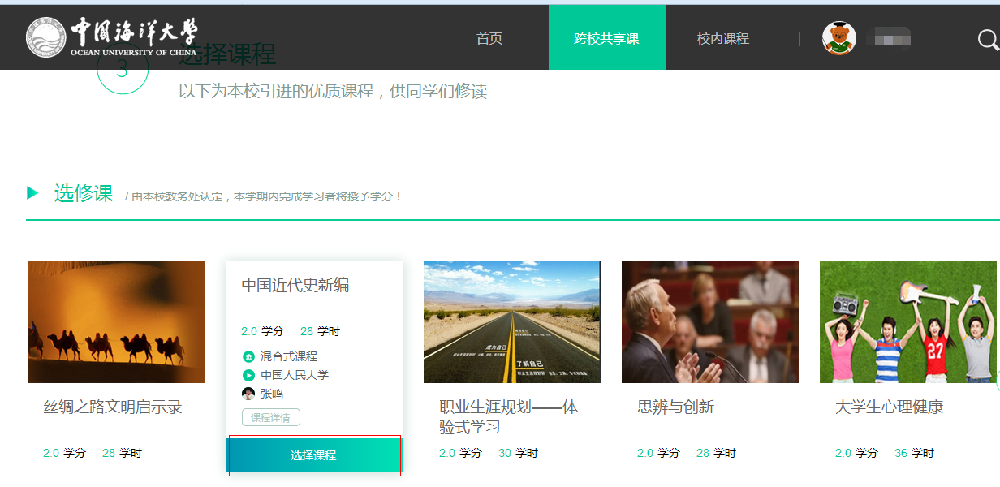 中国海洋大学
OCEAN UNIVERSITY OF CHINA
首页
跨校共享课
校内课程
3
选择课程
以下为本校引进的优质课程，供同学们修读
选修课
/ 由本校教务处认定，本学期内完成学习者将授予学分！
丝绸之路文明启示录
2.0 学分 28 学时
中国近代史新编
2.0 学分 28 学时
混合式课程
中国人民大学
张鸣
课程详情
选择课程
成为自己
了解自己
职业生涯规划——体
验式学习
2.0 学分 30 学时
思辨与创新
2.0 学分 28 学时
27
大学生心理健康
2.0 学分 36 学时